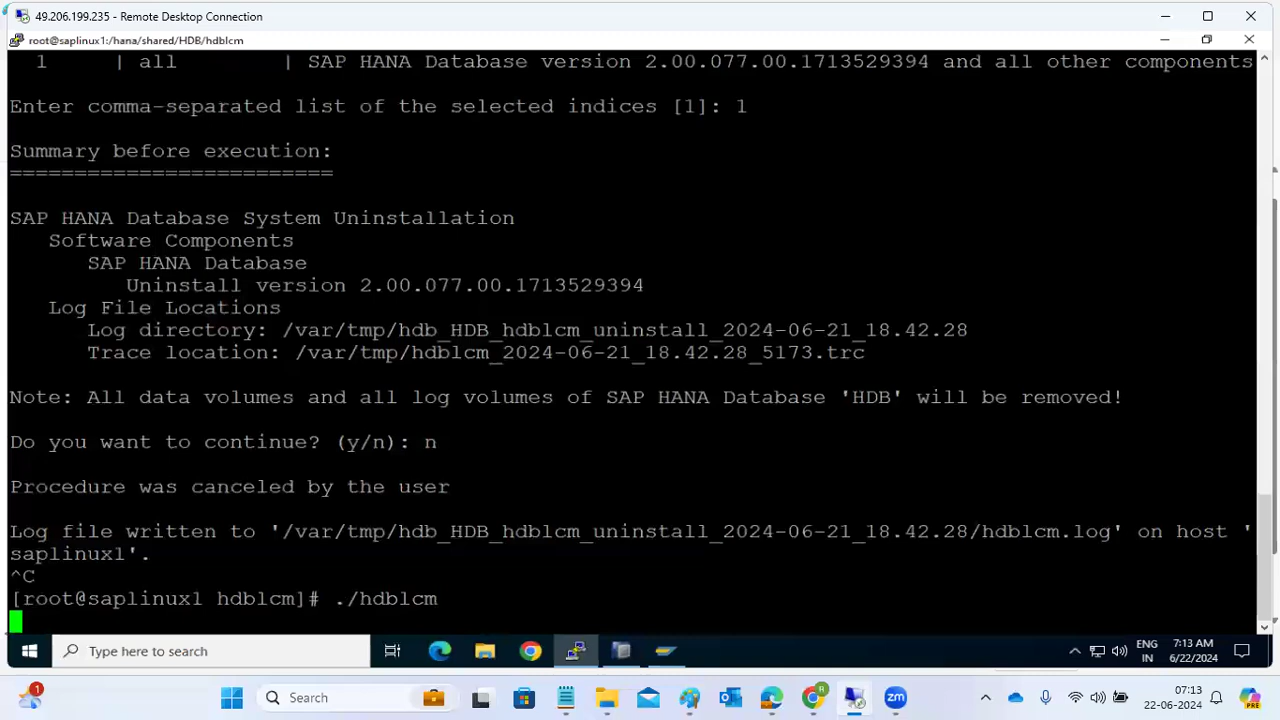 49.206.199.235 - Remote Desktop Connection
root@saplinux1:/hana/shared/HDB/hdblcm
1 | all | SAP HANA Database version 2.00.077.00.1713529394 and all other components
Enter comma-separated list of the selected indices [1]: 1
Summary before execution:
=========================
SAP HANA Database System Uninstallation
Software Components
SAP HANA Database
Uninstall version 2.00.077.00.1713529394
Log File Locations
Log directory: /var/tmp/hdb_HDB_hdblcm_uninstall_2024-06-21_18.42.28
Trace location: /var/tmp/hdblcm_2024-06-21_18.42.28_5173.trc
Note: All data volumes and all log volumes of SAP HANA Database 'HDB' will be removed!
Do you want to continue? (y/n): n
Procedure was canceled by the user
Log file written to '/var/tmp/hdb_HDB_hdblcm_uninstall_2024-06-21_18.42.28/hdblcm.log' on host '
saplinux1'.
^C
[root@saplinux1 hdblcm]# ./hdblcm
Type here to search
ENG
IN
7:13 AM
6/22/2024
1
Search
R
zm
07:13
22-06-2024
PRE